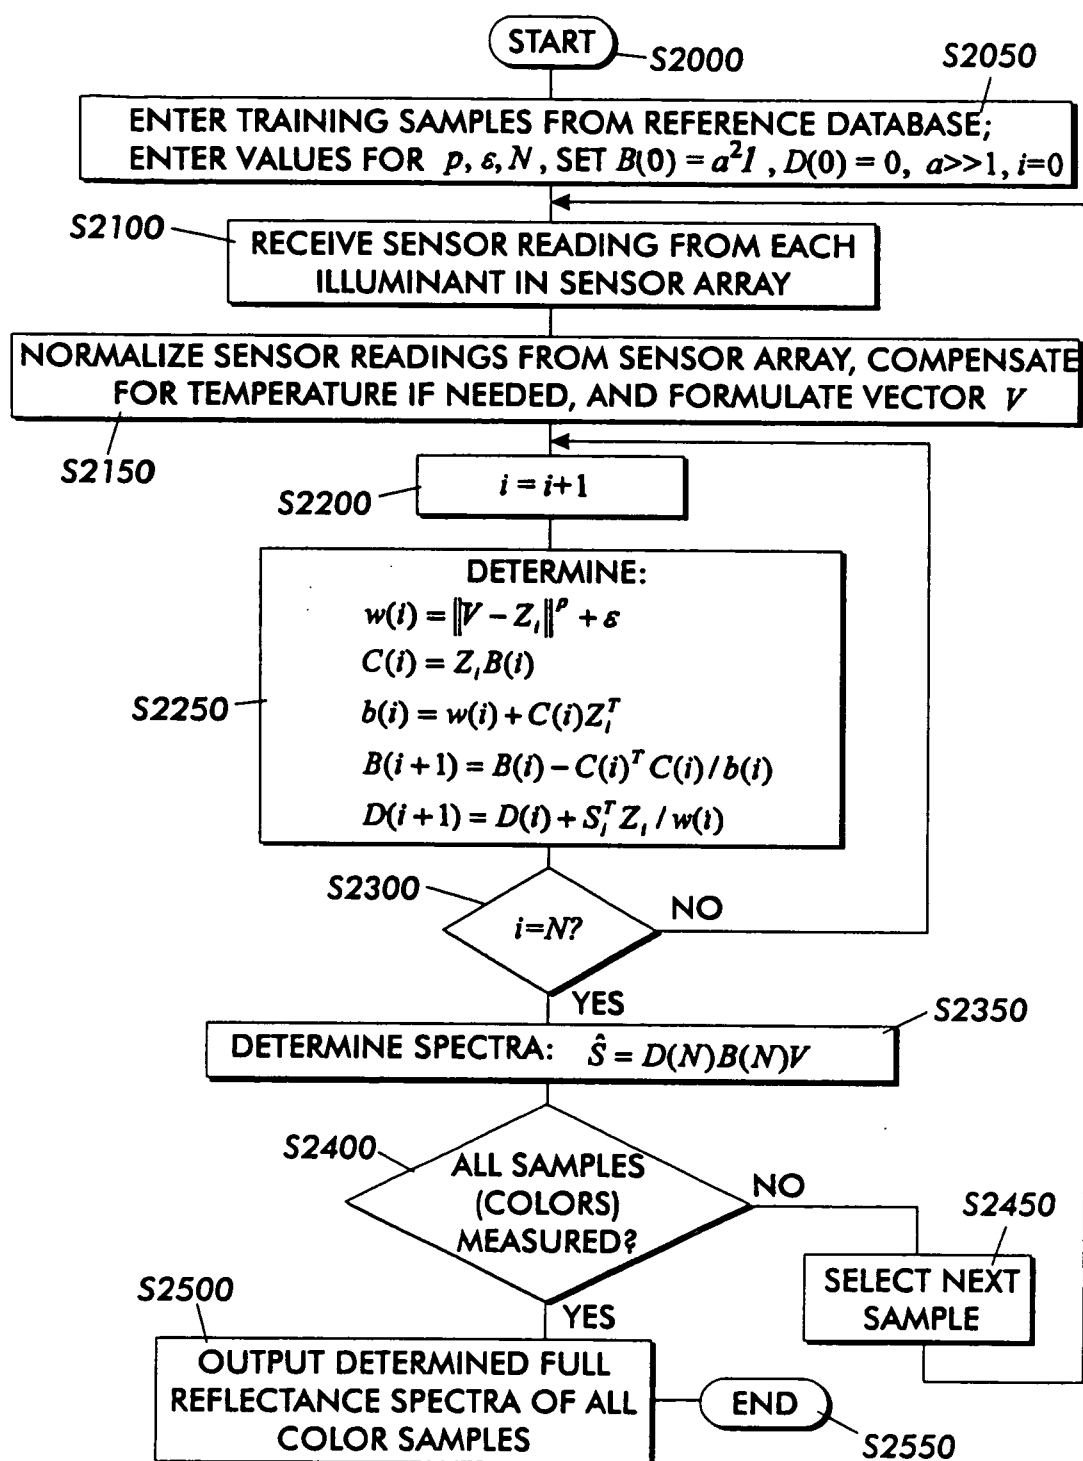 START
S2000
S2050
ENTER TRAINING SAMPLES FROM REFERENCE DATABASE;
ENTER VALUES FOR p, ε, N, SET B(0) = a²I, D(0) = 0, a>>1, i=0
S2100
RECEIVE SENSOR READING FROM EACH
ILLUMINANT IN SENSOR ARRAY
NORMALIZE SENSOR READINGS FROM SENSOR ARRAY, COMPENSATE
FOR TEMPERATURE IF NEEDED, AND FORMULATE VECTOR V
S2150
S2200
i = i+1
DETERMINE:
w(i) = ‖V − Z_i‖^p + ε
C(i) = Z_i B(i)
S2250
b(i) = w(i) + C(i)Z_i^T
B(i + 1) = B(i) − C(i)^T C(i) / b(i)
D(i + 1) = D(i) + S_i^T Z_i / w(i)
S2300
i=N?
NO
YES
S2350
DETERMINE SPECTRA: Ŝ = D(N)B(N)V
S2400
ALL SAMPLES
(COLORS)
MEASURED?
NO
S2450
SELECT NEXT
SAMPLE
YES
S2500
OUTPUT DETERMINED FULL
REFLECTANCE SPECTRA OF ALL
COLOR SAMPLES
END
S2550